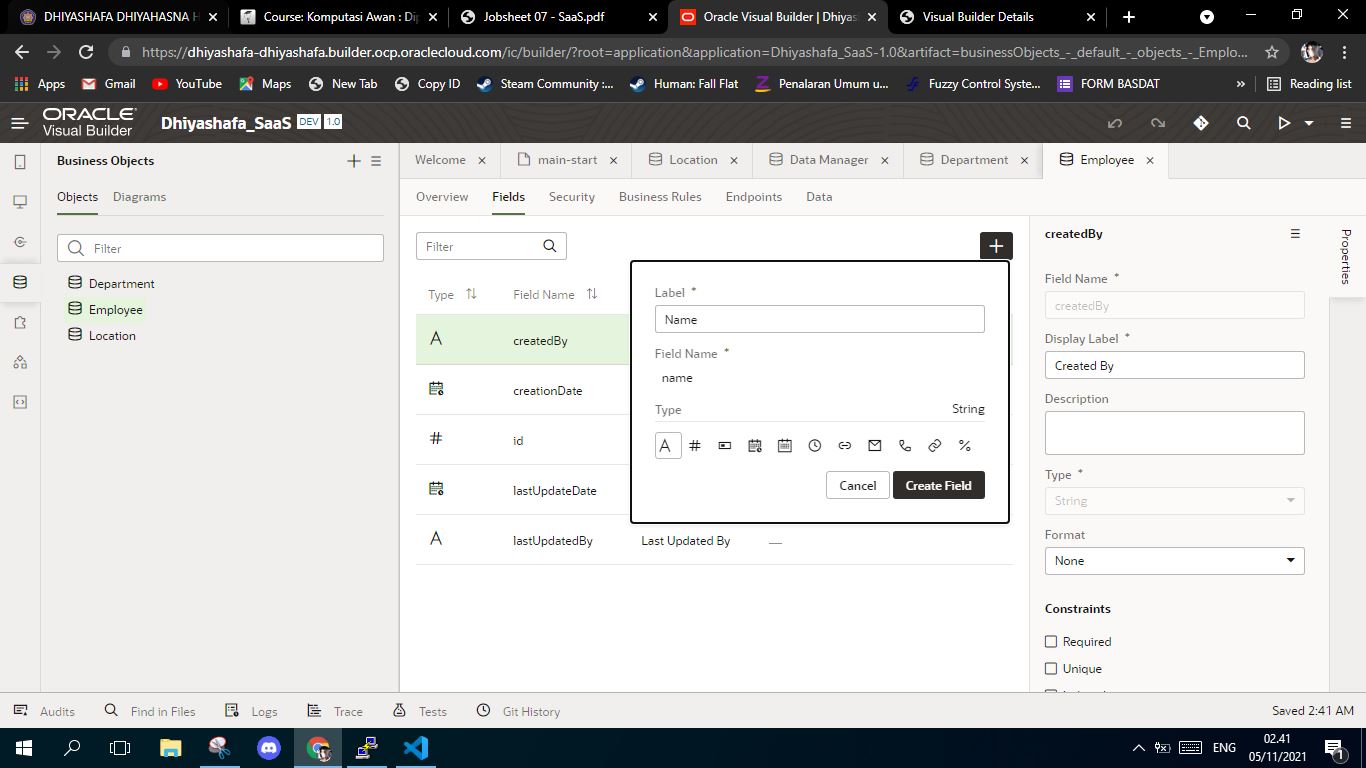 DHIYASHAFA DHIYAHASNA H
Course: Komputasi Awan : Dip
Jobsheet 07 - SaaS.pdf
Oracle Visual Builder | Dhiyash
Visual Builder Details
https://dhiyashafa-dhiyashafa.builder.ocp.oraclecloud.com/ic/builder/?root=application&application=Dhiyashafa_SaaS-1.0&artifact=businessObjects_-_default_-_objects_-_Emplo...
Apps
Gmail
YouTube
Maps
New Tab
Copy ID
Steam Community :...
Human: Fall Flat
Penalaran Umum u...
Fuzzy Control Syste...
FORM BASDAT
»
Reading list
ORACLE
Visual Builder
Dhiyashafa_SaaS DEV 1.0
Business Objects
Welcome
main-start
Location
Data Manager
Department
Employee
Objects
Diagrams
Overview
Fields
Security
Business Rules
Endpoints
Data
Filter
Department
Employee
Location
Filter
Type
Field Name
createdBy
creationDate
id
lastUpdateDate
lastUpdatedBy
Last Updated By
Label *
Name
Field Name *
name
Type
String
Cancel
Create Field
createdBy
Properties
Field Name *
createdBy
Display Label *
Created By
Description
Type *
String
Format
None
Constraints
Required
Unique
Audits
Find in Files
Logs
Trace
Tests
Git History
Saved 2:41 AM
ENG
02.41
05/11/2021
1